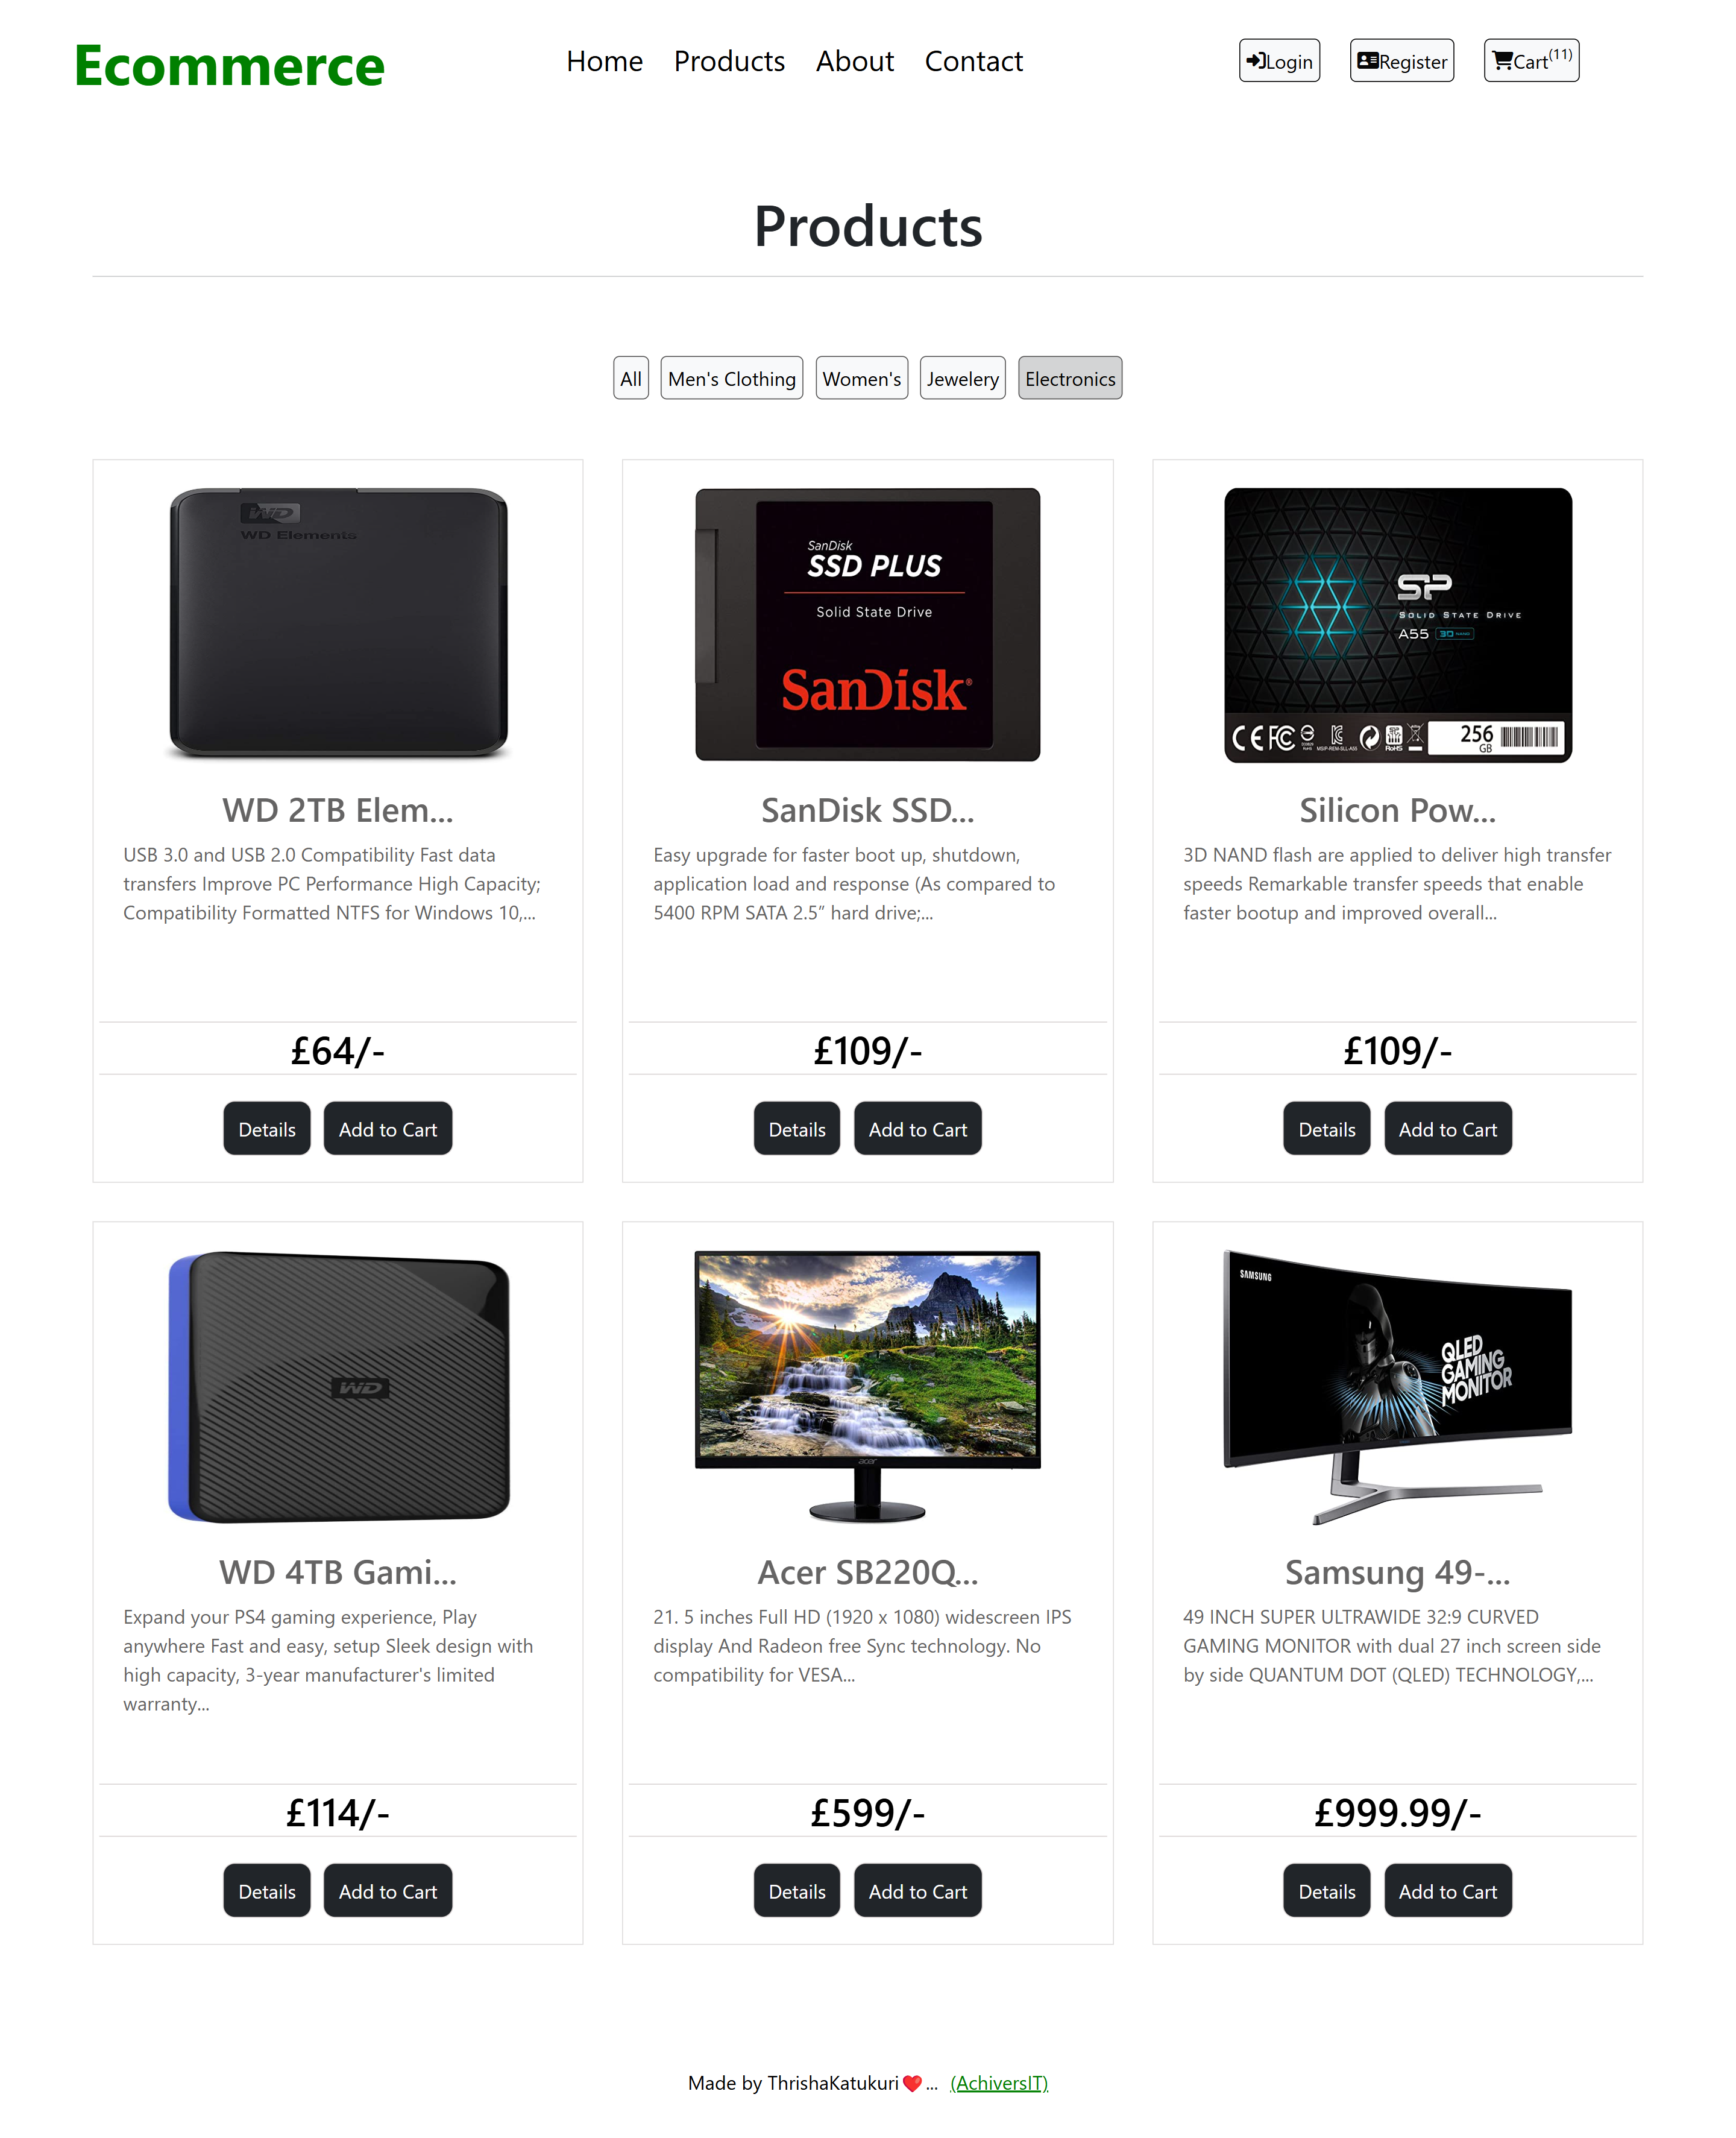 Ecommerce
Home Products About Contact
Login Register Cart(11)
Products
All Men's Clothing Women's Jewelery Electronics
WD
WD Elements
WD 2TB Elem...
USB 3.0 and USB 2.0 Compatibility Fast data
transfers Improve PC Performance High Capacity;
Compatibility Formatted NTFS for Windows 10,...
£64/-
Details Add to Cart
SanDisk
SSD PLUS
Solid State Drive
SanDisk®
SanDisk SSD...
Easy upgrade for faster boot up, shutdown,
application load and response (As compared to
5400 RPM SATA 2.5” hard drive;...
£109/-
Details Add to Cart
SP
SOLID STATE DRIVE
A55 3D NAND
CE FC RoHS 256
GB
Silicon Pow...
3D NAND flash are applied to deliver high transfer
speeds Remarkable transfer speeds that enable
faster bootup and improved overall...
£109/-
Details Add to Cart
WD
WD 4TB Gami...
Expand your PS4 gaming experience, Play
anywhere Fast and easy, setup Sleek design with
high capacity, 3-year manufacturer's limited
warranty...
£114/-
Details Add to Cart
acer
Acer SB220Q...
21. 5 inches Full HD (1920 x 1080) widescreen IPS
display And Radeon free Sync technology. No
compatibility for VESA...
£599/-
Details Add to Cart
SAMSUNG
QLED
GAMING
MONITOR
Samsung 49-...
49 INCH SUPER ULTRAWIDE 32:9 CURVED
GAMING MONITOR with dual 27 inch screen side
by side QUANTUM DOT (QLED) TECHNOLOGY,...
£999.99/-
Details Add to Cart
Made by ThrishaKatukuri❤️... (AchiversIT)